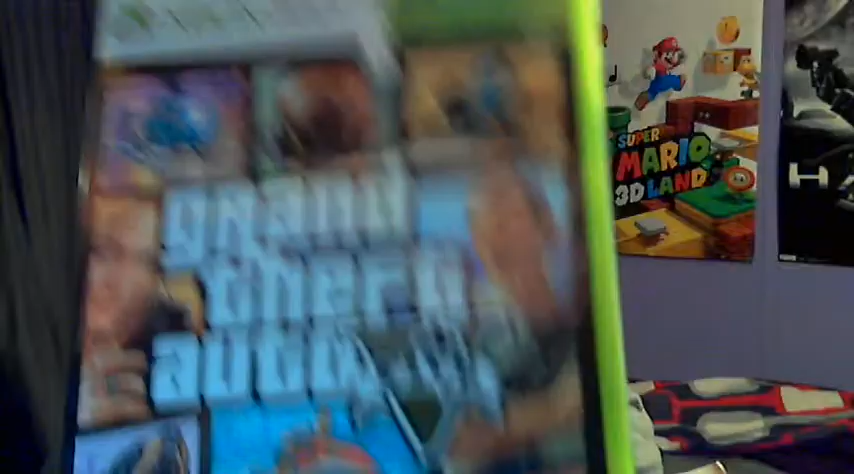 grand
theft
auto
SUPER
MARIO
3D LAND
H